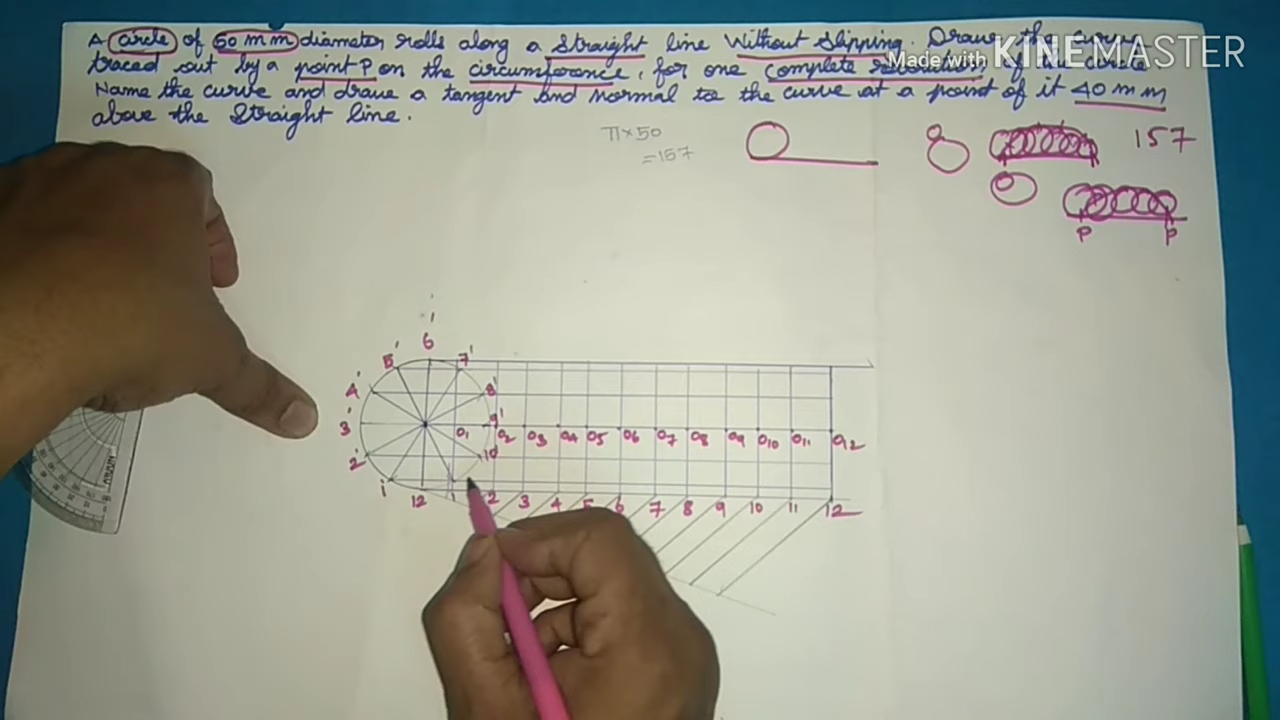 A circle of 50 mm diameter rolls along a straight line without slipping. Draw the curve
traced out by a point P on the circumference, for one complete revolution of the circle
Name the curve and draw a tangent and normal to the curve at a point of it 40 mm
above the straight line.
Made with KINEMASTER
π×50
=157
157
P P
6'
5' 7'
4' 8'
3' 9'
O1 O2 O3 O4 O5 O6 O7 O8 O9 O10 O11 O12
2' 10'
1' 12 1 2 3 4 5 6 7 8 9 10 11 12